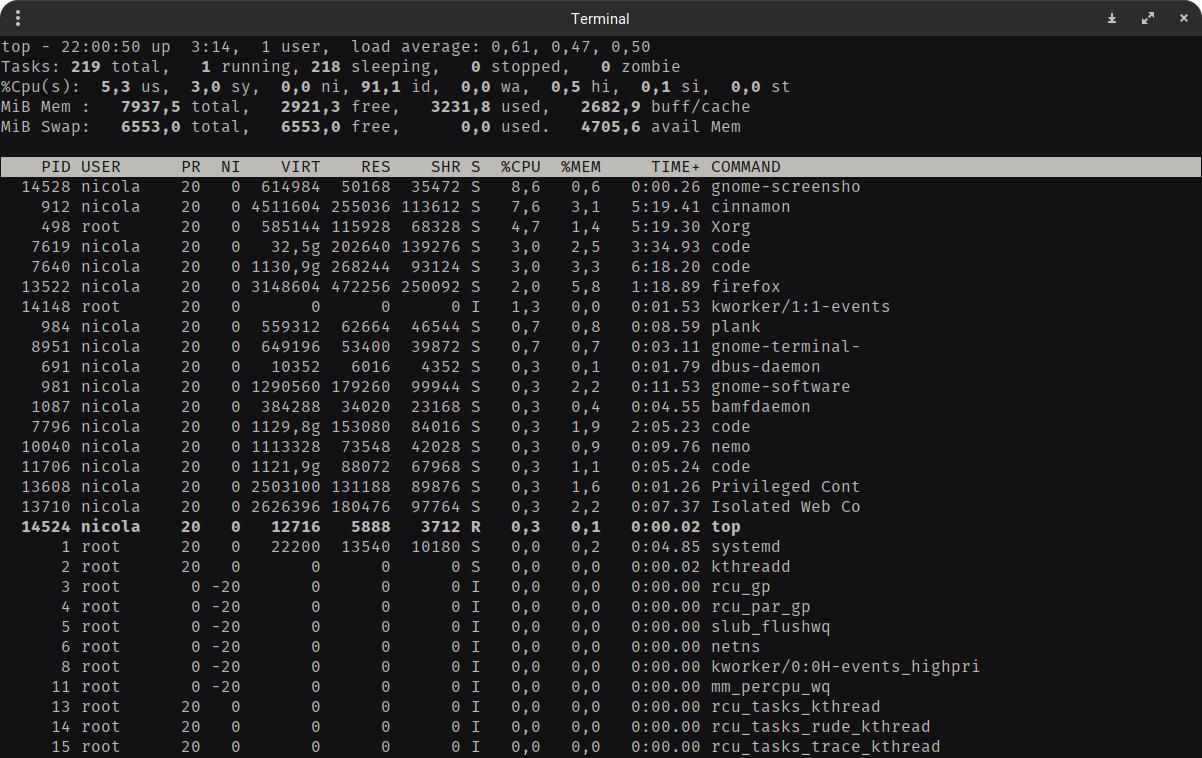 Terminal
top - 22:00:50 up  3:14,  1 user,  load average: 0,61, 0,47, 0,50
Tasks: 219 total,   1 running, 218 sleeping,   0 stopped,   0 zombie
%Cpu(s):  5,3 us,  3,0 sy,  0,0 ni, 91,1 id,  0,0 wa,  0,5 hi,  0,1 si,  0,0 st
MiB Mem :   7937,5 total,   2921,3 free,   3231,8 used,   2682,9 buff/cache
MiB Swap:   6553,0 total,   6553,0 free,      0,0 used.   4705,6 avail Mem
    PID USER      PR  NI    VIRT    RES    SHR S  %CPU  %MEM     TIME+ COMMAND
  14528 nicola    20   0  614984  50168  35472 S   8,6   0,6   0:00.26 gnome-screensho
    912 nicola    20   0 4511604 255036 113612 S   7,6   3,1   5:19.41 cinnamon
    498 root      20   0  585144 115928  68328 S   4,7   1,4   5:19.30 Xorg
   7619 nicola    20   0   32,5g 202640 139276 S   3,0   2,5   3:34.93 code
   7640 nicola    20   0 1130,9g 268244  93124 S   3,0   3,3   6:18.20 code
  13522 nicola    20   0 3148604 472256 250092 S   2,0   5,8   1:18.89 firefox
  14148 root      20   0       0      0      0 I   1,3   0,0   0:01.53 kworker/1:1-events
    984 nicola    20   0  559312  62664  46544 S   0,7   0,8   0:08.59 plank
   8951 nicola    20   0  649196  53400  39872 S   0,7   0,7   0:03.11 gnome-terminal-
    691 nicola    20   0   10352   6016   4352 S   0,3   0,1   0:01.79 dbus-daemon
    981 nicola    20   0 1290560 179260  99944 S   0,3   2,2   0:11.53 gnome-software
   1087 nicola    20   0  384288  34020  23168 S   0,3   0,4   0:04.55 bamfdaemon
   7796 nicola    20   0 1129,8g 153080  84016 S   0,3   1,9   2:05.23 code
  10040 nicola    20   0 1113328  73548  42028 S   0,3   0,9   0:09.76 nemo
  11706 nicola    20   0 1121,9g  88072  67968 S   0,3   1,1   0:05.24 code
  13608 nicola    20   0 2503100 131188  89876 S   0,3   1,6   0:01.26 Privileged Cont
  13710 nicola    20   0 2626396 180476  97764 S   0,3   2,2   0:07.37 Isolated Web Co
  14524 nicola    20   0   12716   5888   3712 R   0,3   0,1   0:00.02 top
      1 root      20   0   22200  13540  10180 S   0,0   0,2   0:04.85 systemd
      2 root      20   0       0      0      0 S   0,0   0,0   0:00.02 kthreadd
      3 root       0 -20       0      0      0 I   0,0   0,0   0:00.00 rcu_gp
      4 root       0 -20       0      0      0 I   0,0   0,0   0:00.00 rcu_par_gp
      5 root       0 -20       0      0      0 I   0,0   0,0   0:00.00 slub_flushwq
      6 root       0 -20       0      0      0 I   0,0   0,0   0:00.00 netns
      8 root       0 -20       0      0      0 I   0,0   0,0   0:00.00 kworker/0:0H-events_highpri
     11 root       0 -20       0      0      0 I   0,0   0,0   0:00.00 mm_percpu_wq
     13 root      20   0       0      0      0 I   0,0   0,0   0:00.00 rcu_tasks_kthread
     14 root      20   0       0      0      0 I   0,0   0,0   0:00.00 rcu_tasks_rude_kthread
     15 root      20   0       0      0      0 I   0,0   0,0   0:00.00 rcu_tasks_trace_kthread